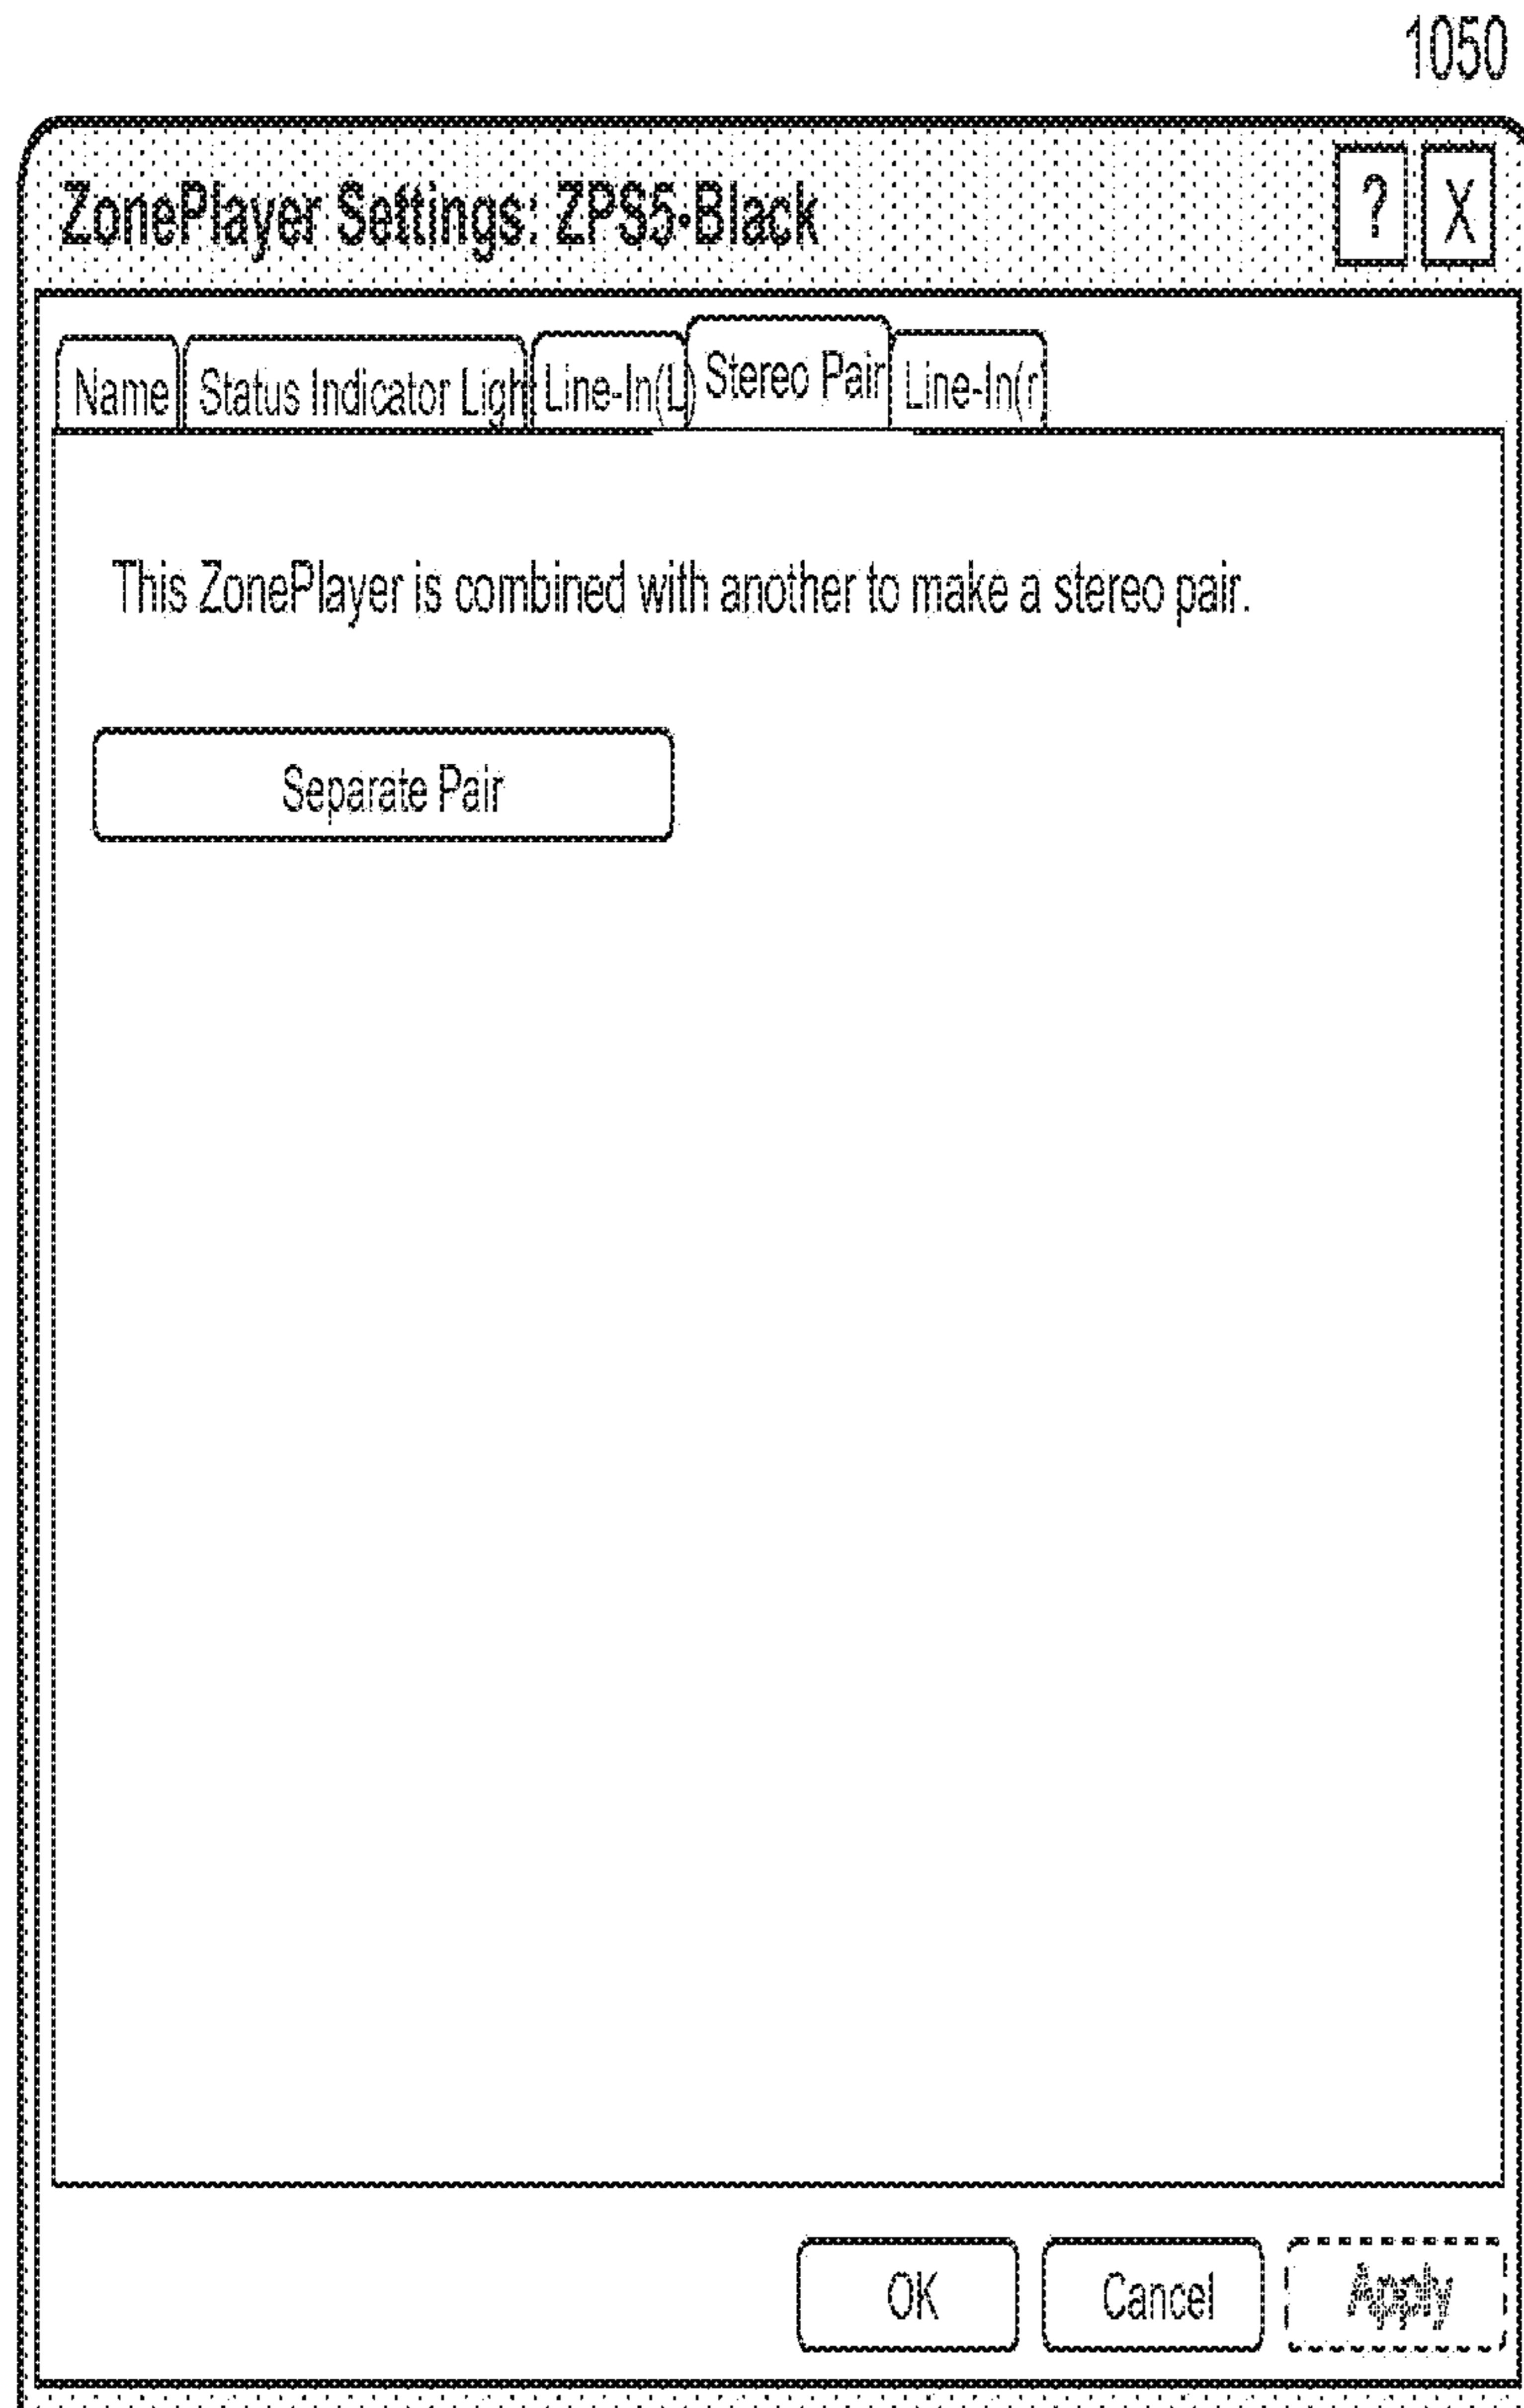 1050
ZonePlayer Settings: ZPS5-Black ? X
Name Status Indicator Light Line-In(L) Stereo Pair Line-In(r)
This ZonePlayer is combined with another to make a stereo pair.
Separate Pair
OK Cancel Apply